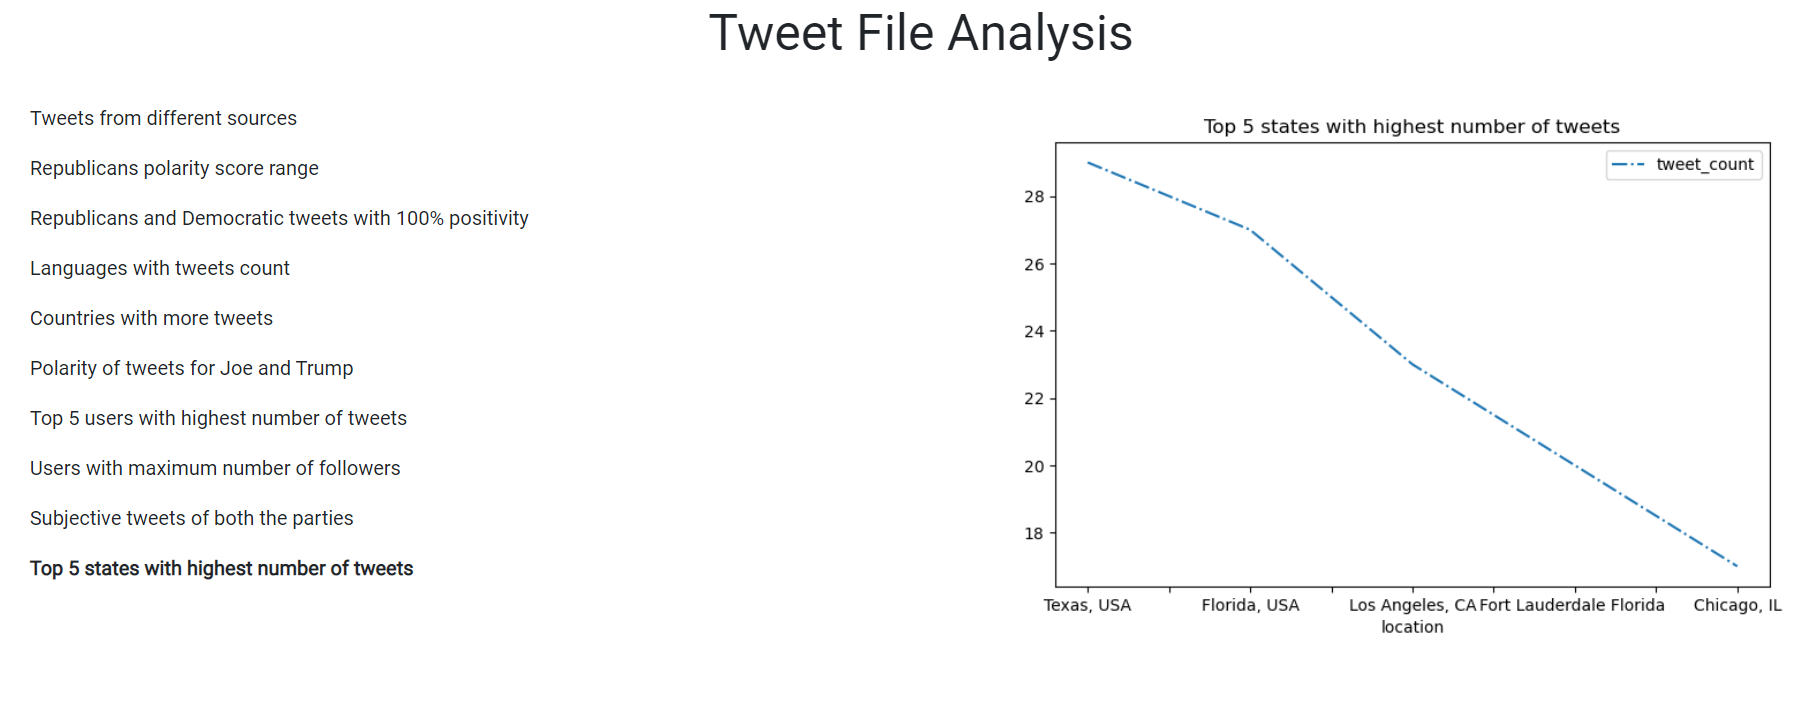 Tweet File Analysis
Tweets from different sources
Republicans polarity score range
Republicans and Democratic tweets with 100% positivity
Languages with tweets count
Countries with more tweets
Polarity of tweets for Joe and Trump
Top 5 users with highest number of tweets
Users with maximum number of followers
Subjective tweets of both the parties
Top 5 states with highest number of tweets
Top 5 states with highest number of tweets
tweet_count
28
26
24
22
20
18
Texas, USA Florida, USA Los Angeles, CA Fort Lauderdale Florida Chicago, IL
location